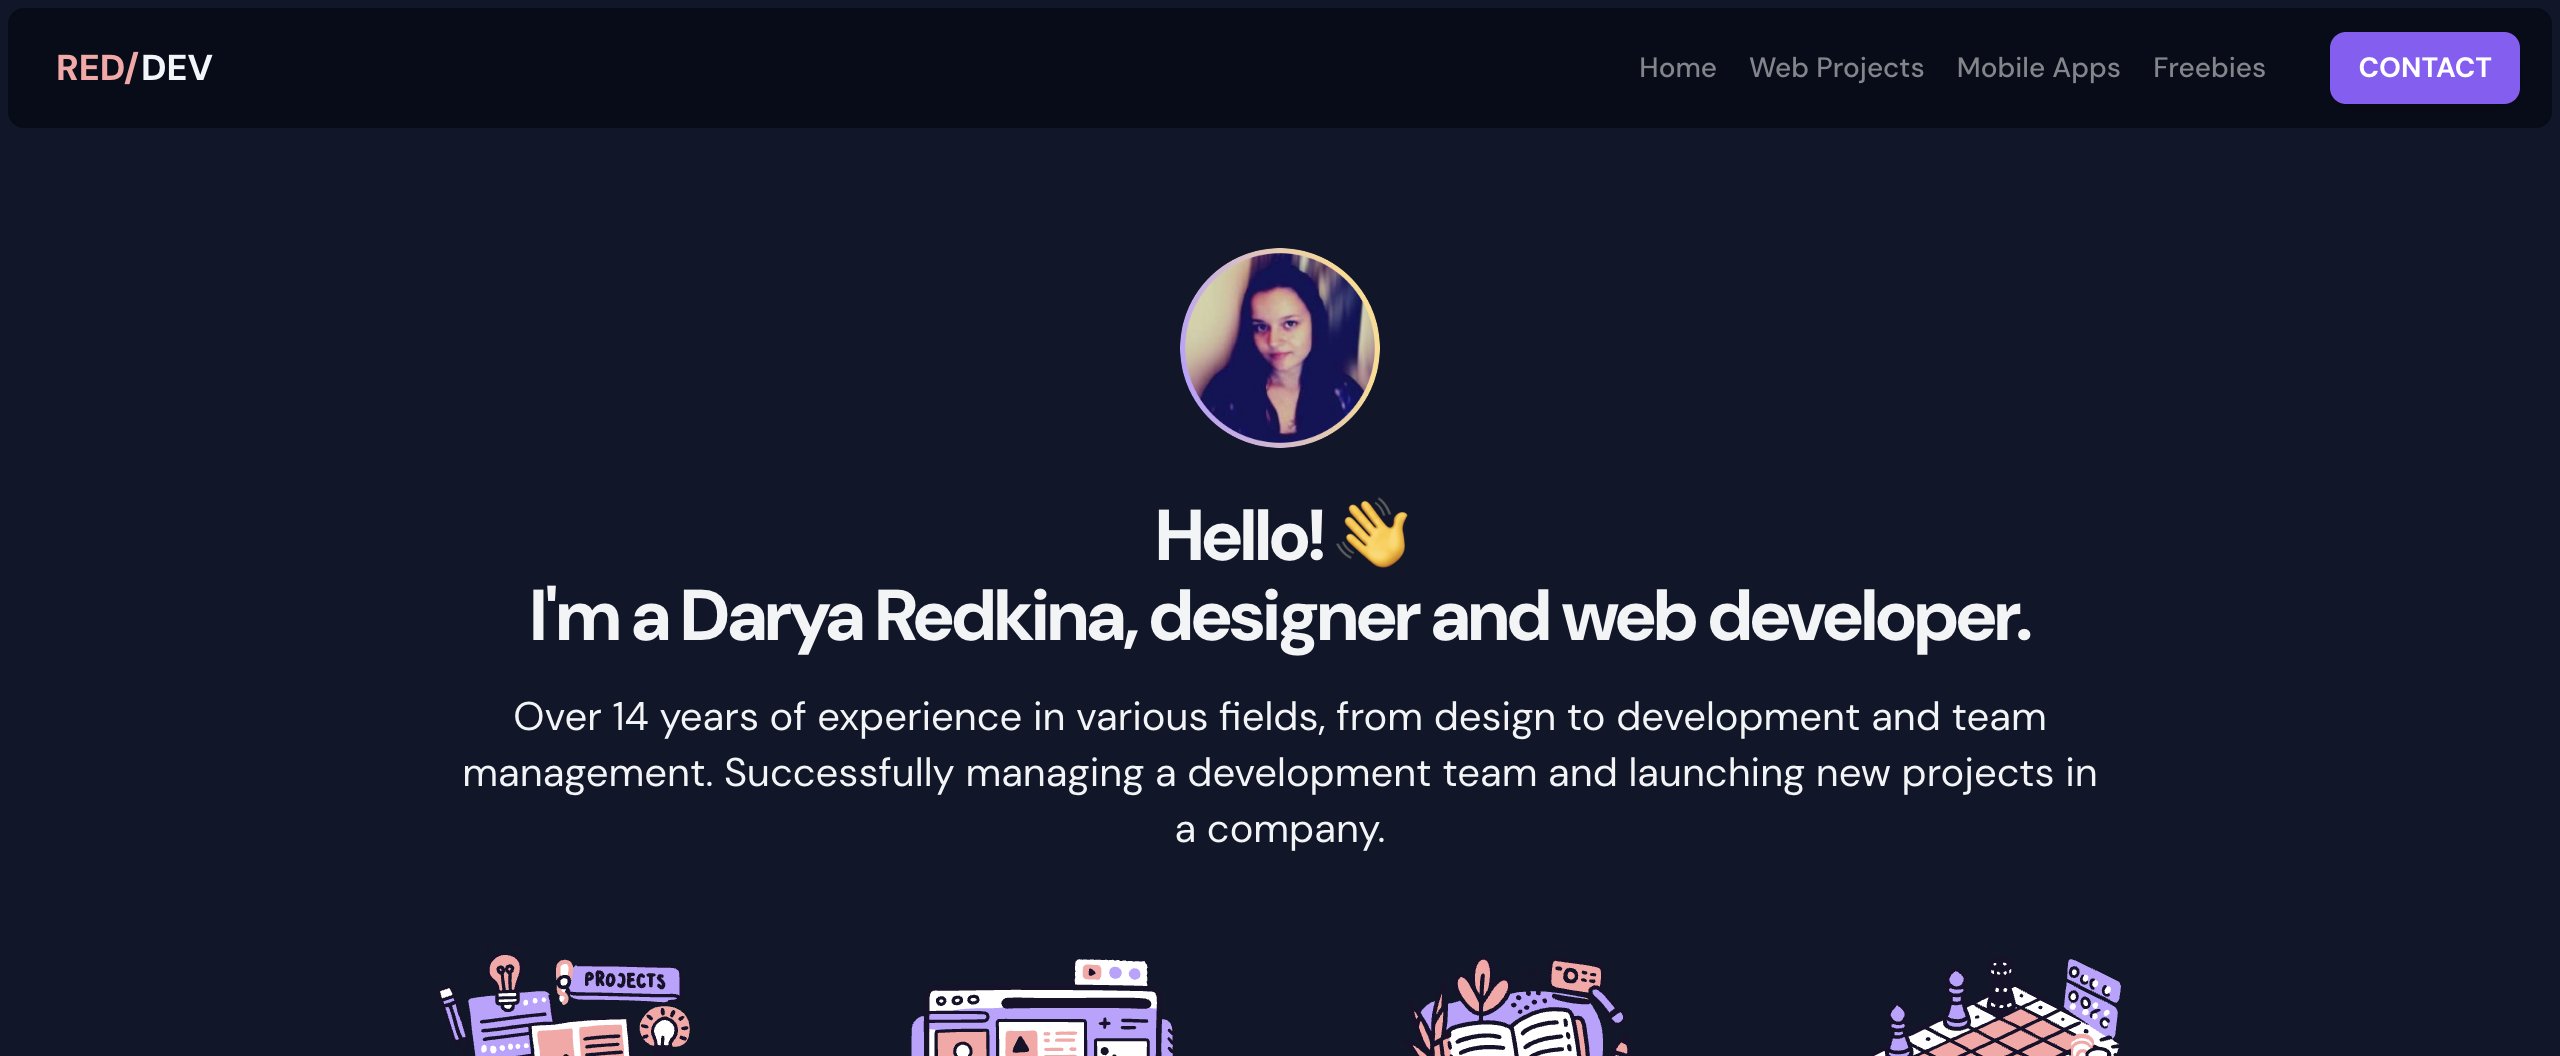 RED/DEV
Home Web Projects Mobile Apps Freebies CONTACT
Hello! 👋
I'm a Darya Redkina, designer and web developer.
Over 14 years of experience in various fields, from design to development and team
management. Successfully managing a development team and launching new projects in
a company.
PROJECTS